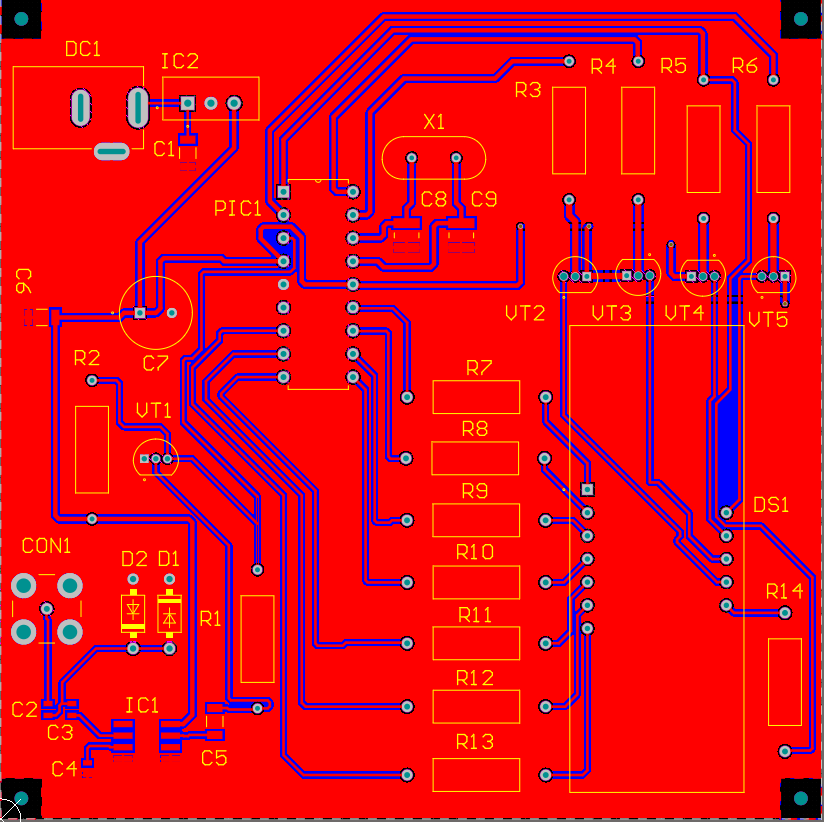 DC1
IC2
R3
R4
R5
R6
C1
X1
PIC1
C8
C9
C6
C7
VT2
VT3
VT4
VT5
R2
VT1
R7
R8
R9
DS1
CON1
D2
D1
R10
R1
R11
R14
R12
C2
C3
IC1
C5
R13
C4